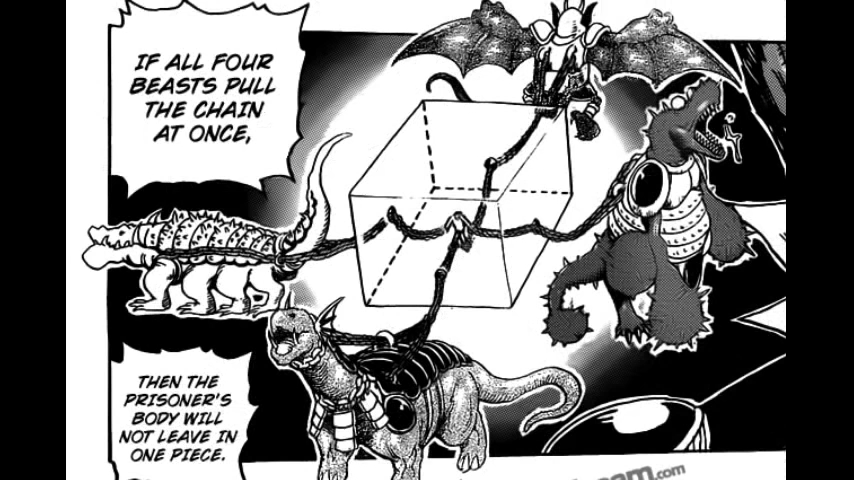 IF ALL FOUR
BEASTS PULL
THE CHAIN
AT ONCE,
THEN THE
PRISONER'S
BODY WILL
NOT LEAVE IN
ONE PIECE.